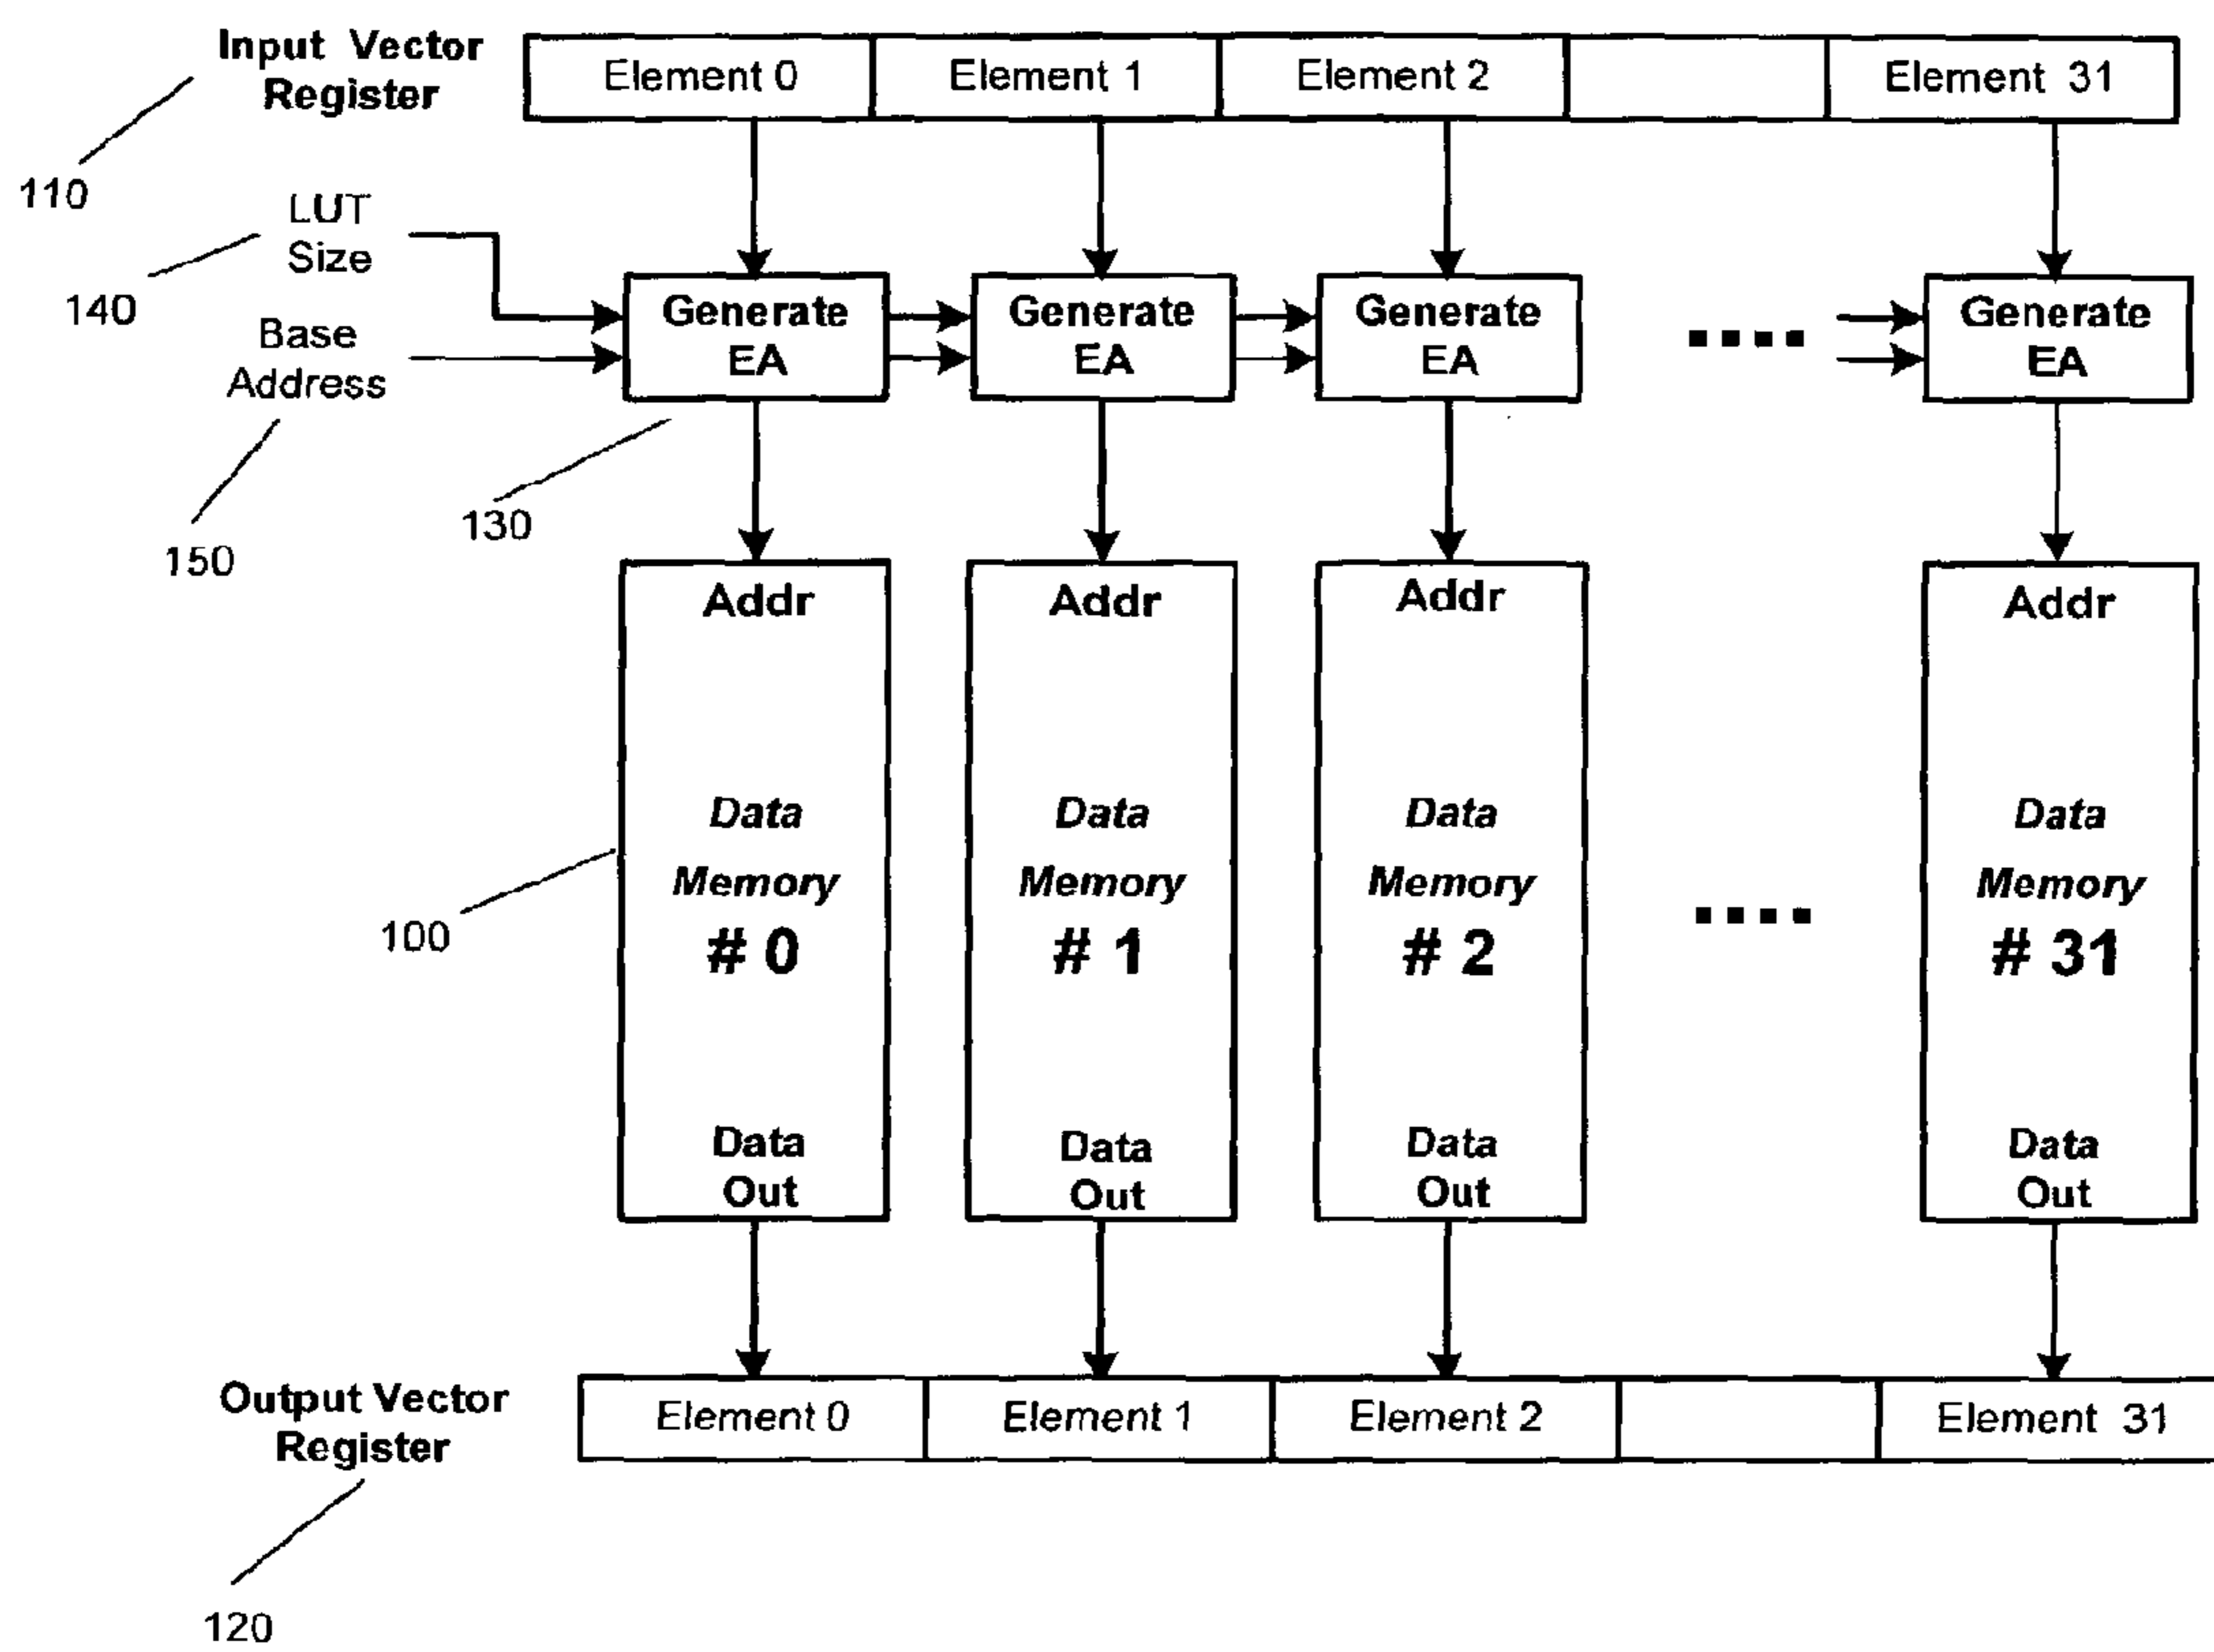 Input Vector
Register
Element 0 Element 1 Element 2 Element 31
110
LUT
Size
140
Base
Address
150
Generate
EA
Generate
EA
Generate
EA
Generate
EA
130
Addr
Data
Memory
# 0
Data
Out
Addr
Data
Memory
# 1
Data
Out
Addr
Data
Memory
# 2
Data
Out
Addr
Data
Memory
# 31
Data
Out
100
Output Vector
Register
Element 0 Element 1 Element 2 Element 31
120